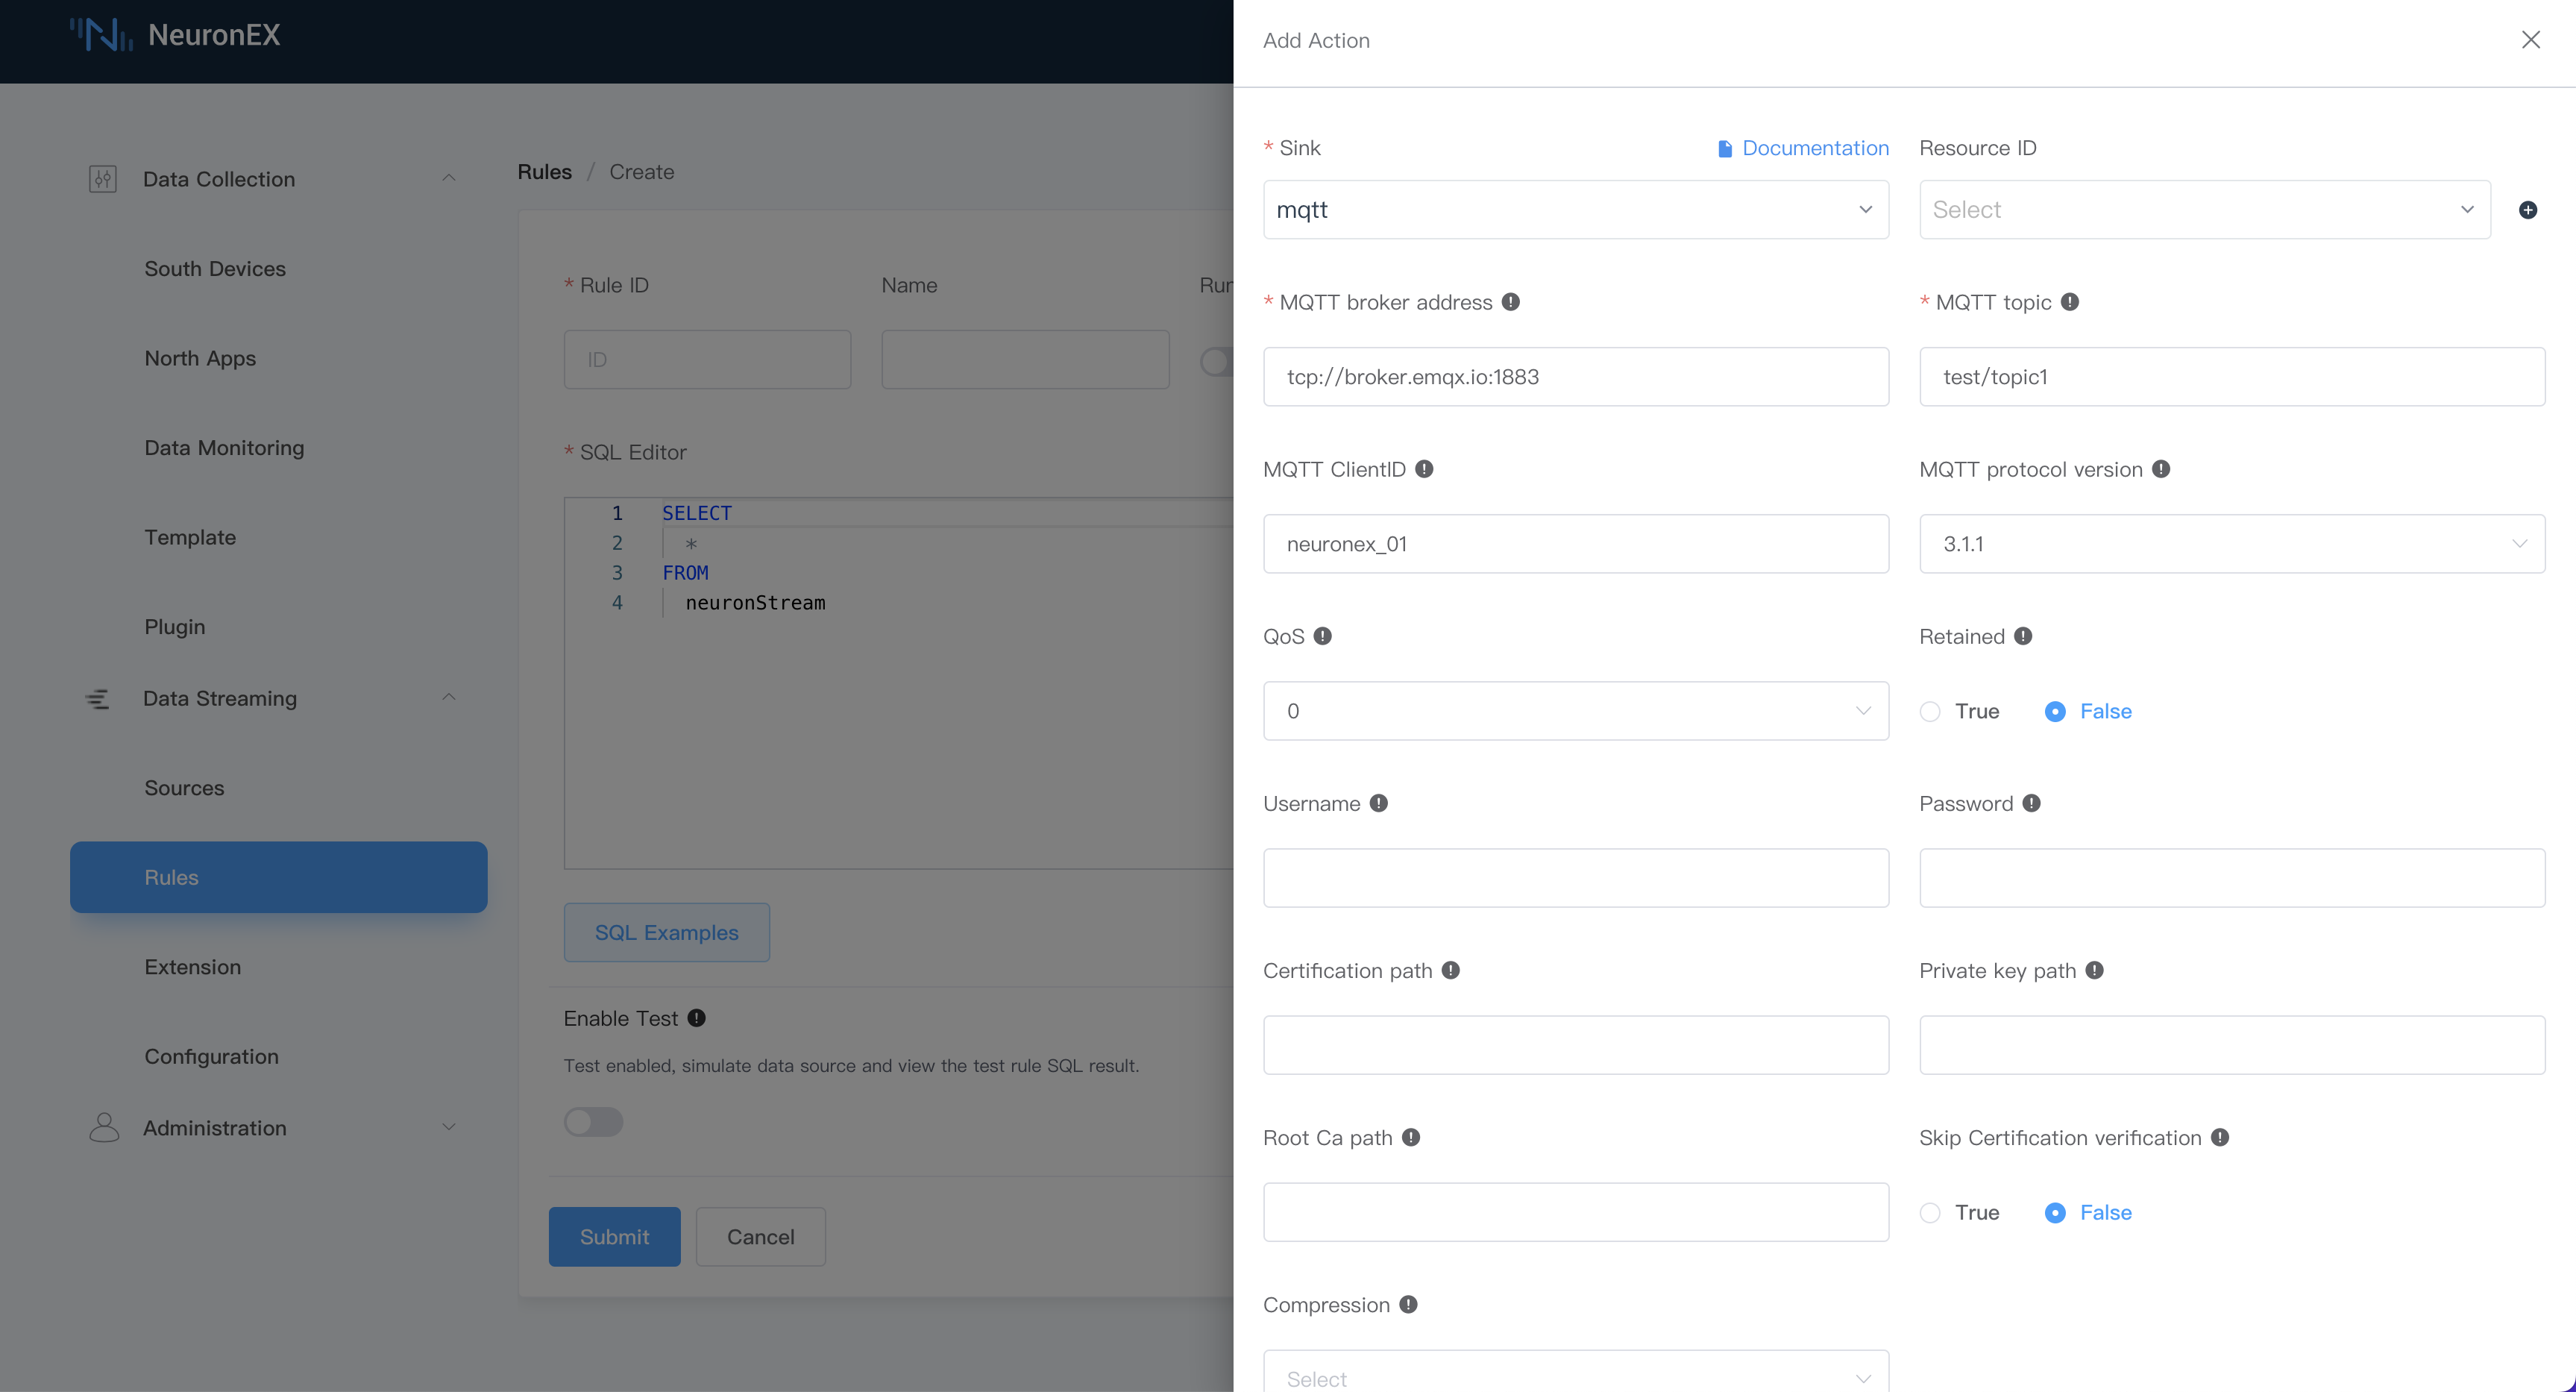 NeuronEX
Data Collection
South Devices
North Apps
Data Monitoring
Template
Plugin
Data Streaming
Sources
Rules
Extension
Configuration
Administration
Rules / Create
* Rule ID
Name
Run
ID
* SQL Editor
1 SELECT
2 *
3 FROM
4 neuronStream
SQL Examples
Enable Test
Test enabled, simulate data source and view the test rule SQL result.
Submit
Cancel
Add Action
* Sink
Documentation
Resource ID
mqtt
Select
* MQTT broker address
* MQTT topic
tcp://broker.emqx.io:1883
test/topic1
MQTT ClientID
MQTT protocol version
neuronex_01
3.1.1
QoS
Retained
0
True
False
Username
Password
Certification path
Private key path
Root Ca path
Skip Certification verification
True
False
Compression
Select